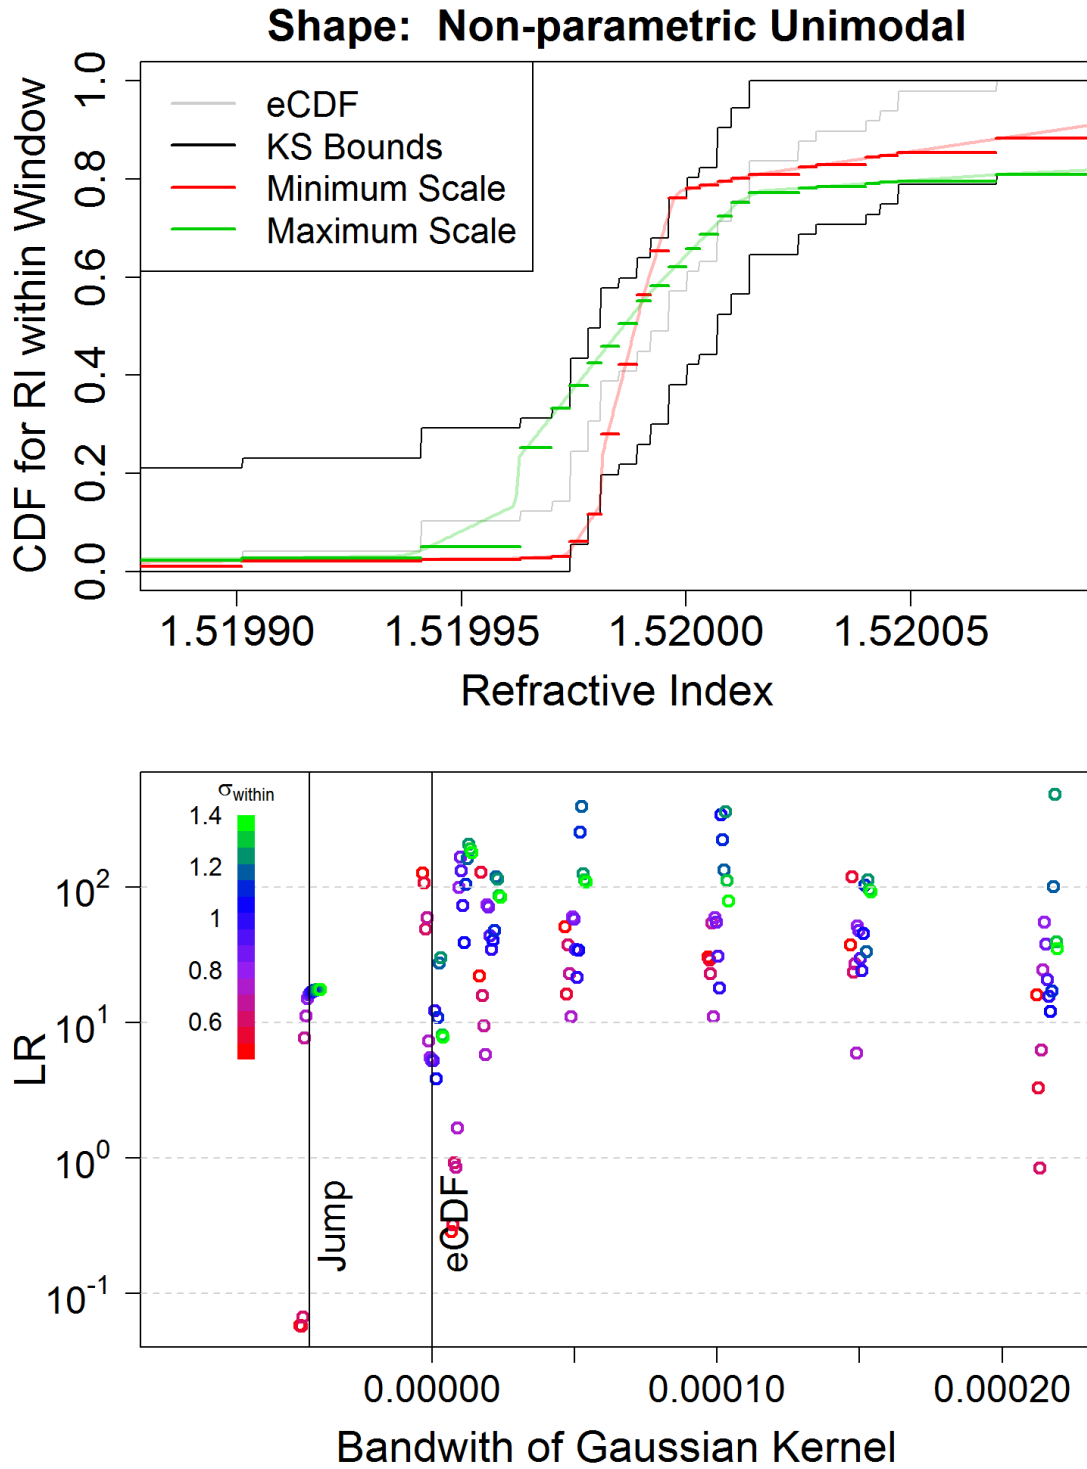 Shape: Non-parametric Unimodal
CDF for RI within Window
1.0
0.8
0.6
0.4
0.2
0.0
eCDF
KS Bounds
Minimum Scale
Maximum Scale
1.51990 1.51995 1.52000 1.52005
Refractive Index
LR
10^2
10^1
10^0
10^-1
σwithin
1.4
1.2
1
0.8
0.6
Jump
eCDF
0.00000 0.00010 0.00020
Bandwith of Gaussian Kernel